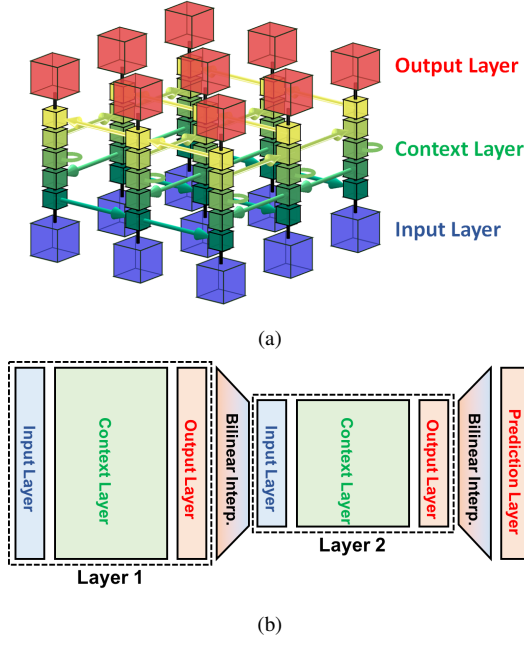 Output Layer
Context Layer
Input Layer
(a)
Input Layer
Context Layer
Output Layer
Bilinear Interp.
Input Layer
Context Layer
Output Layer
Bilinear Interp.
Prediction Layer
Layer 1
Layer 2
(b)